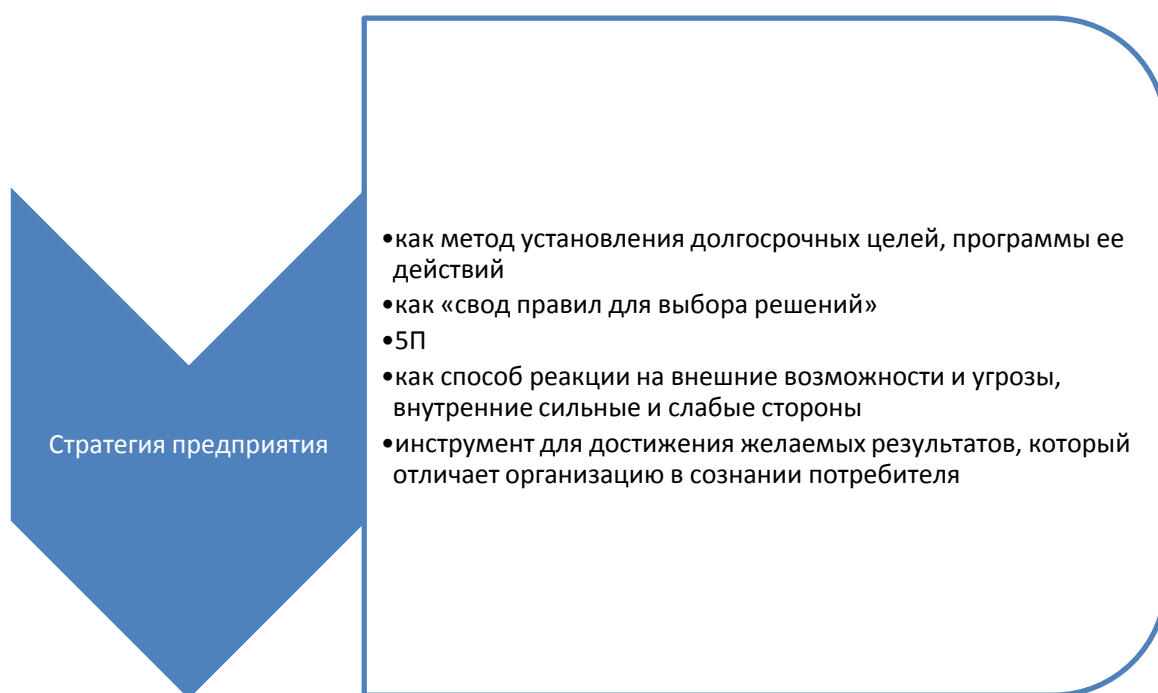 Стратегия предприятия
•как метод установления долгосрочных целей, программы ее
действий
•как «свод правил для выбора решений»
•5П
•как способ реакции на внешние возможности и угрозы,
внутренние сильные и слабые стороны
•инструмент для достижения желаемых результатов, который
отличает организацию в сознании потребителя